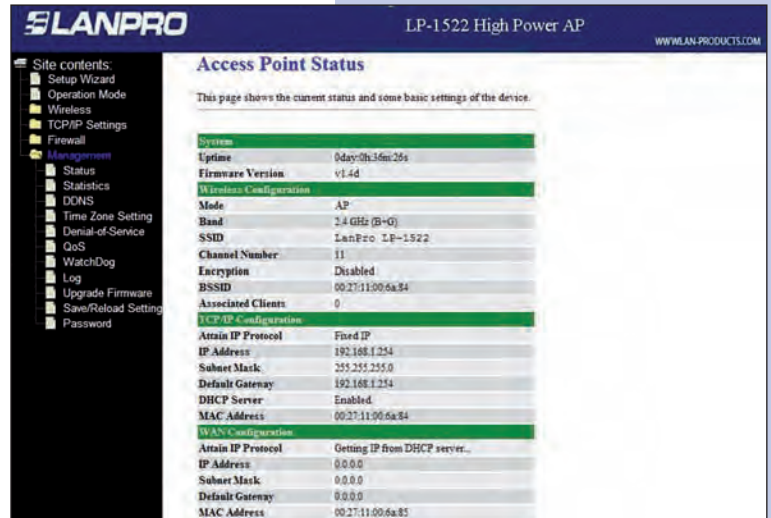 LANPRO
LP-1522 High Power AP
WWW.LAN-PRODUCTS.COM
Site contents:
Setup Wizard
Operation Mode
Wireless
TCP/IP Settings
Firewall
Management
Status
Statistics
DDNS
Time Zone Setting
Denial-of-Service
QoS
WatchDog
Log
Upgrade Firmware
Save/Reload Setting
Password
Access Point Status
This page shows the current status and some basic settings of the device.
System
Uptime 0day:0h:36m:26s
Firmware Version v1.4d
Wireless Configuration
Mode AP
Band 2.4 GHz (B+G)
SSID LanPro LP-1522
Channel Number 11
Encryption Disabled
BSSID 00:27:11:00:6a:84
Associated Clients 0
TCP/IP Configuration
Attain IP Protocol Fixed IP
IP Address 192.168.1.254
Subnet Mask 255.255.255.0
Default Gateway 192.168.1.254
DHCP Server Enabled
MAC Address 00:27:11:00:6a:84
WAN Configuration
Attain IP Protocol Getting IP from DHCP server...
IP Address 0.0.0.0
Subnet Mask 0.0.0.0
Default Gateway 0.0.0.0
MAC Address 00:27:11:00:6a:85